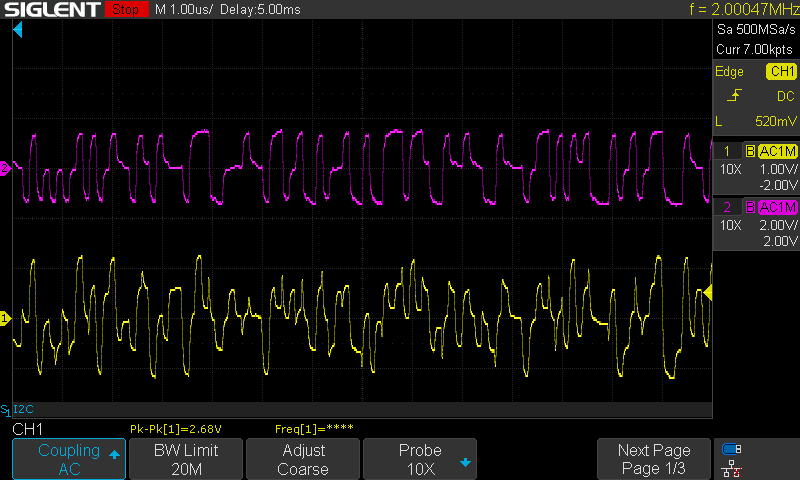 SIGLENT Stop M 1.00us/ Delay:5.00ms f = 2.00047MHz
Sa 500MSa/s
Curr 7.00kpts
Edge CH1
DC
L 520mV
1 B AC1M
10X 1.00V/
-2.00V
2 B AC1M
10X 2.00V/
2.00V
2
1
S1 I2C
CH1 Pk-Pk[1]=2.68V Freq[1]=****
Coupling BW Limit Adjust Probe Next Page
AC 20M Coarse 10X Page 1/3